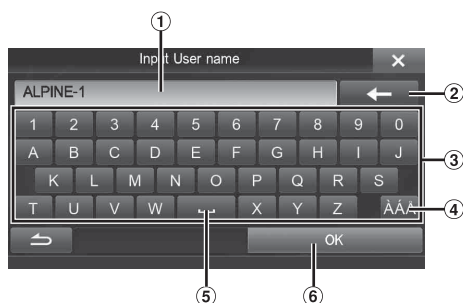 ①
Input User name
ALPINE-1
②
1 2 3 4 5 6 7 8 9 0
A B C D E F G H I J
③
K L M N O P Q R S
T U V W X Y Z ÀÁÂ
④
OK
⑤ ⑥